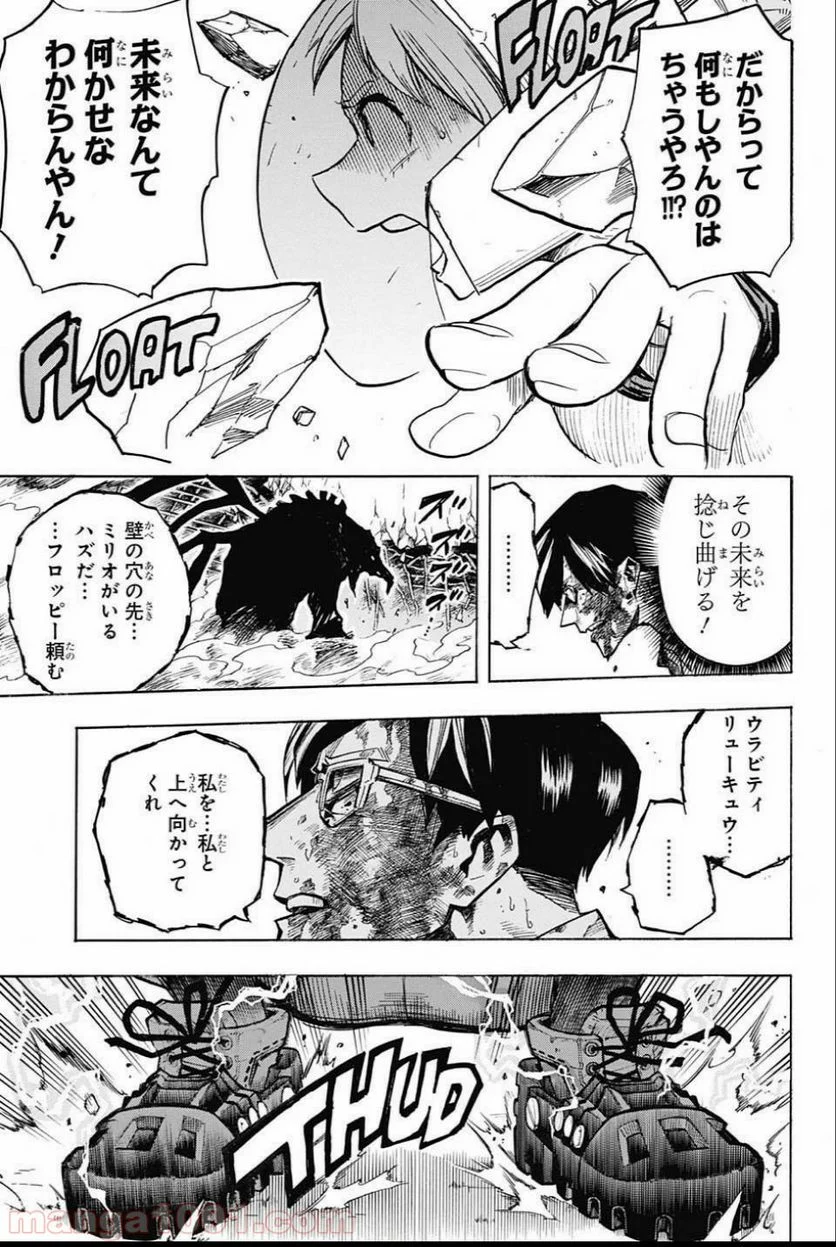 だからって
何もしやんのは
ちゃうやろ!!!?
FLOAT
未来なんて
何かせな
わからんやん!
FLOAT
その未来を
捻じ曲げる!
………
壁の穴の先…
ミリオがいる
ハズだ…
…フロッピー頼む
ウラビティ
リューキュウ…
………
私を…私と
上へ向かって
くれ
THUD
manga1001.com